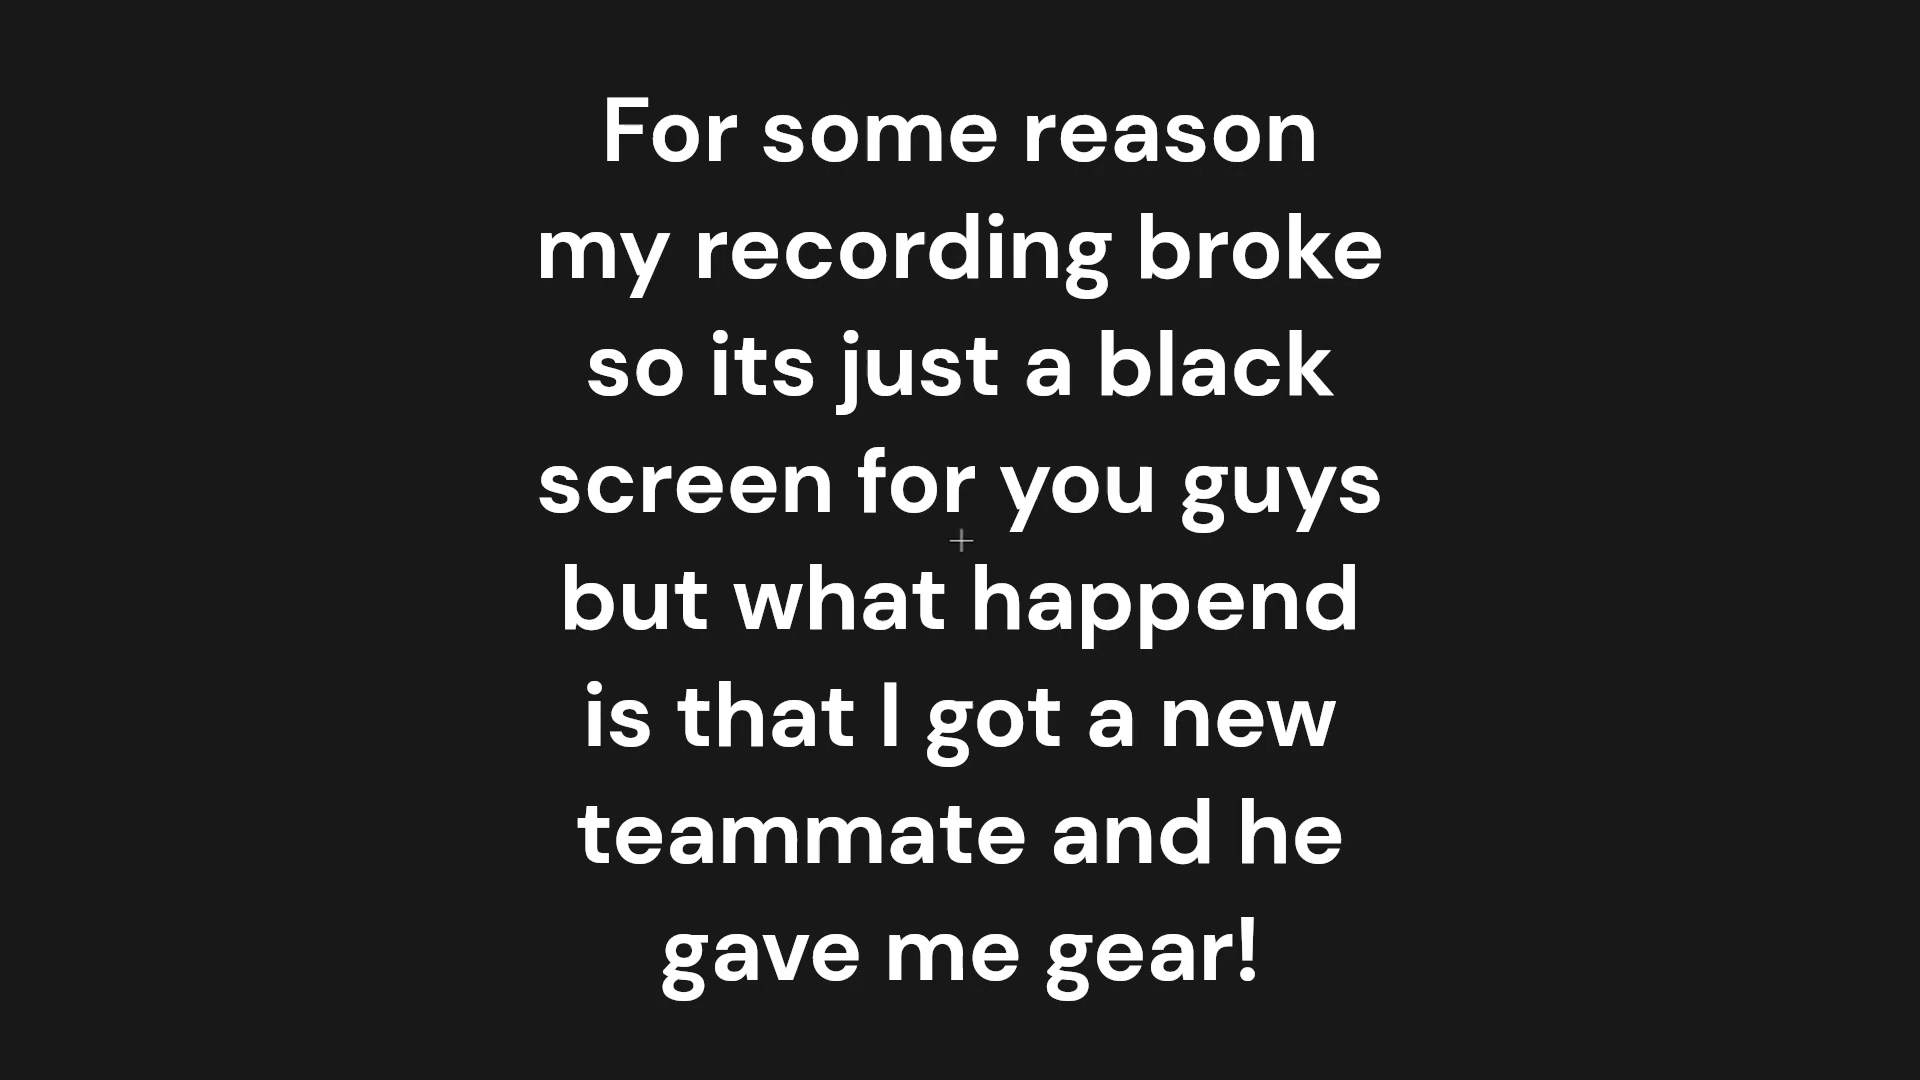 For some reason
my recording broke
so its just a black
screen for you guys
but what happend
is that I got a new
teammate and he
gave me gear!